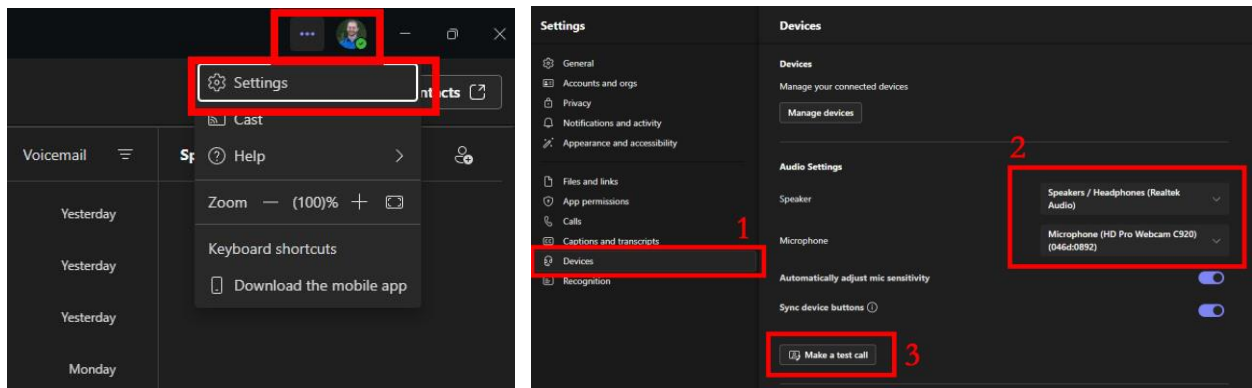 Settings
ntacts
Cast
Voicemail
Sp
Help
Zoom — (100)% +
Yesterday
Keyboard shortcuts
Yesterday
Download the mobile app
Yesterday
Monday
Settings
General
Accounts and orgs
Privacy
Notifications and activity
Appearance and accessibility
Files and links
App permissions
Calls
Captions and transcripts
1
Devices
Recognition
Devices
Devices
Manage your connected devices
Manage devices
2
Audio Settings
Speaker
Speakers / Headphones (Realtek
Audio)
Microphone
Microphone (HD Pro Webcam C920)
(046d:0892)
Automatically adjust mic sensitivity
Sync device buttons
Make a test call
3